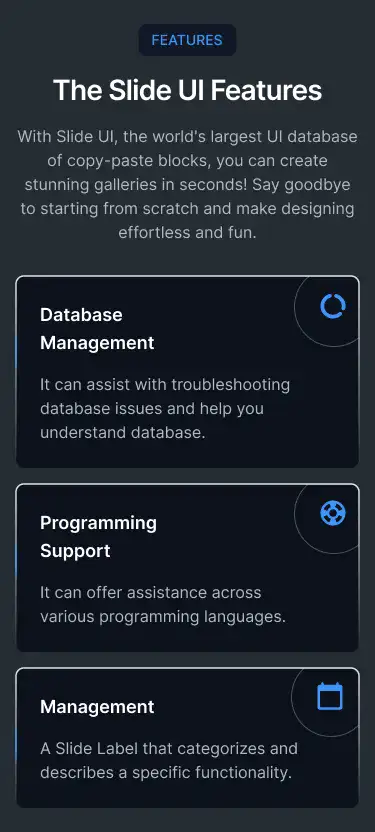 FEATURES
The Slide UI Features
With Slide UI, the world's largest UI database
of copy-paste blocks, you can create
stunning galleries in seconds! Say goodbye
to starting from scratch and make designing
effortless and fun.
Database
Management
It can assist with troubleshooting
database issues and help you
understand database.
Programming
Support
It can offer assistance across
various programming languages.
Management
A Slide Label that categorizes and
describes a specific functionality.